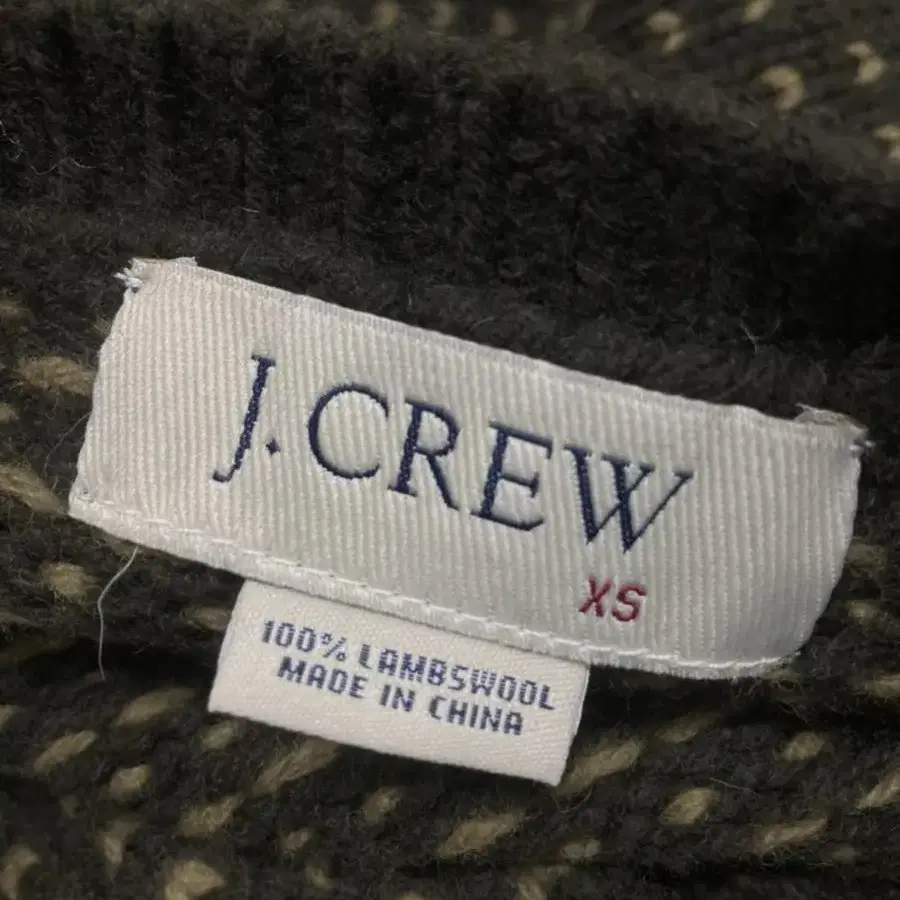 J.CREW
XS
100% LAMBSWOOL
MADE IN CHINA